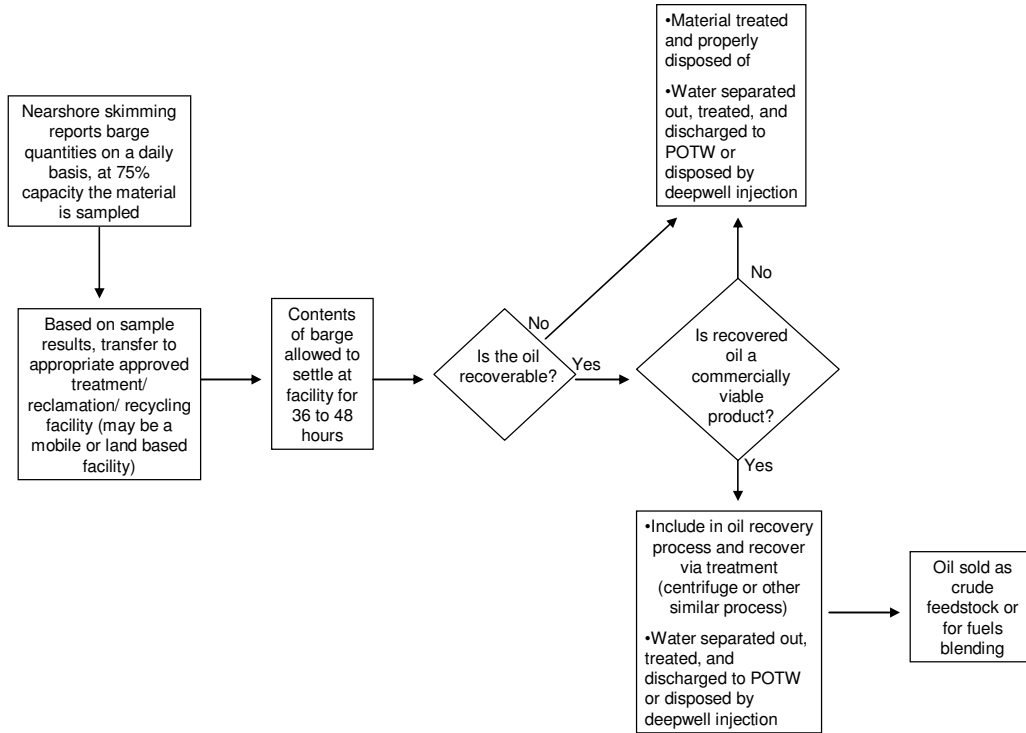 Nearshore skimming
reports barge
quantities on a daily
basis, at 75%
capacity the material
is sampled
Based on sample
results, transfer to
appropriate approved
treatment/
reclamation/ recycling
facility (may be a
mobile or land based
facility)
Contents
of barge
allowed to
settle at
facility for
36 to 48
hours
Is the oil
recoverable?
No
Yes
•Material treated
and properly
disposed of
•Water separated
out, treated, and
discharged to
POTW or
disposed by
deepwell injection
No
Is recovered
oil a
commercially
viable
product?
Yes
•Include in oil recovery
process and recover
via treatment
(centrifuge or other
similar process)
•Water separated out,
treated, and
discharged to POTW
or disposed by
deepwell injection
Oil sold as
crude
feedstock or
for fuels
blending